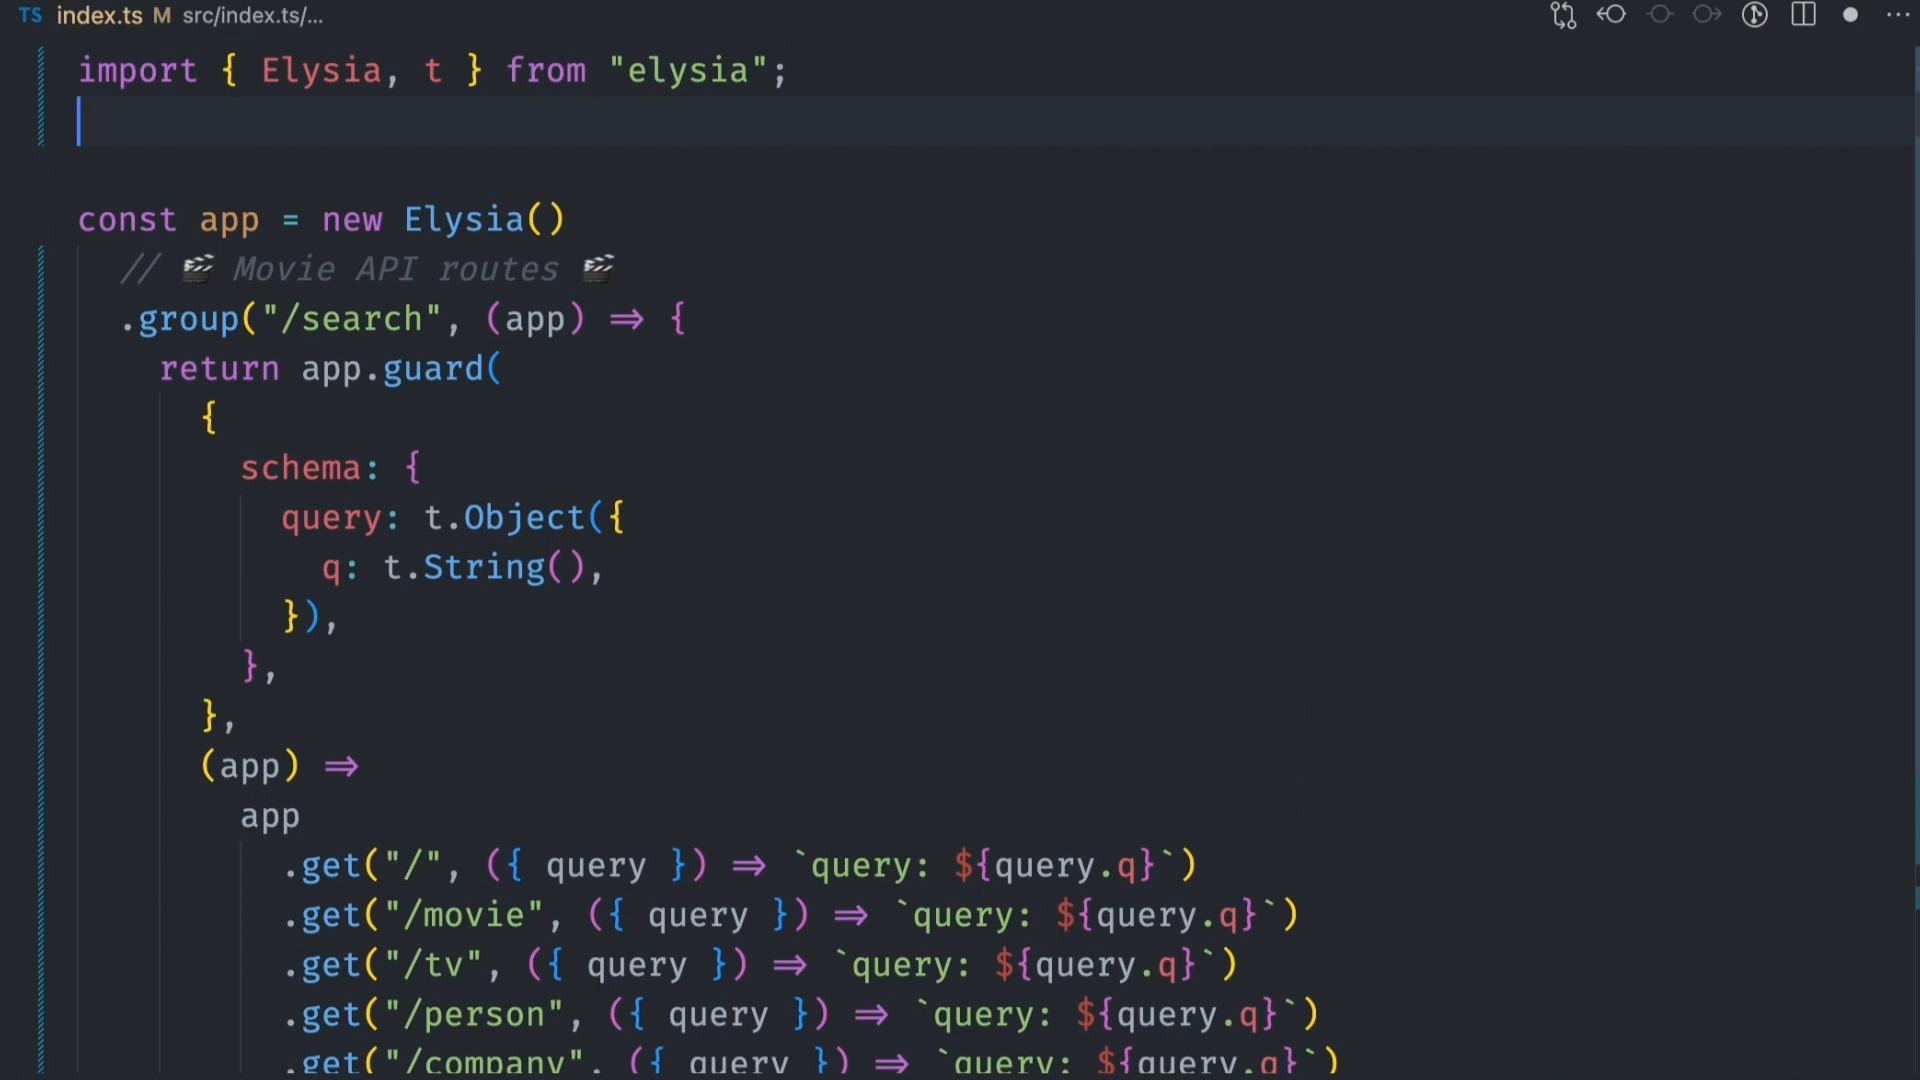 TS index.ts M src/index.ts/...
import { Elysia, t } from "elysia";
const app = new Elysia()
// 🎬 Movie API routes 🎬
.group("/search", (app) => {
return app.guard(
{
schema: {
query: t.Object({
q: t.String(),
}),
},
},
(app) =>
app
.get("/", ({ query }) => `query: ${query.q}`)
.get("/movie", ({ query }) => `query: ${query.q}`)
.get("/tv", ({ query }) => `query: ${query.q}`)
.get("/person", ({ query }) => `query: ${query.q}`)
.get("/company", ({ query }) => `query: ${query.q}`)